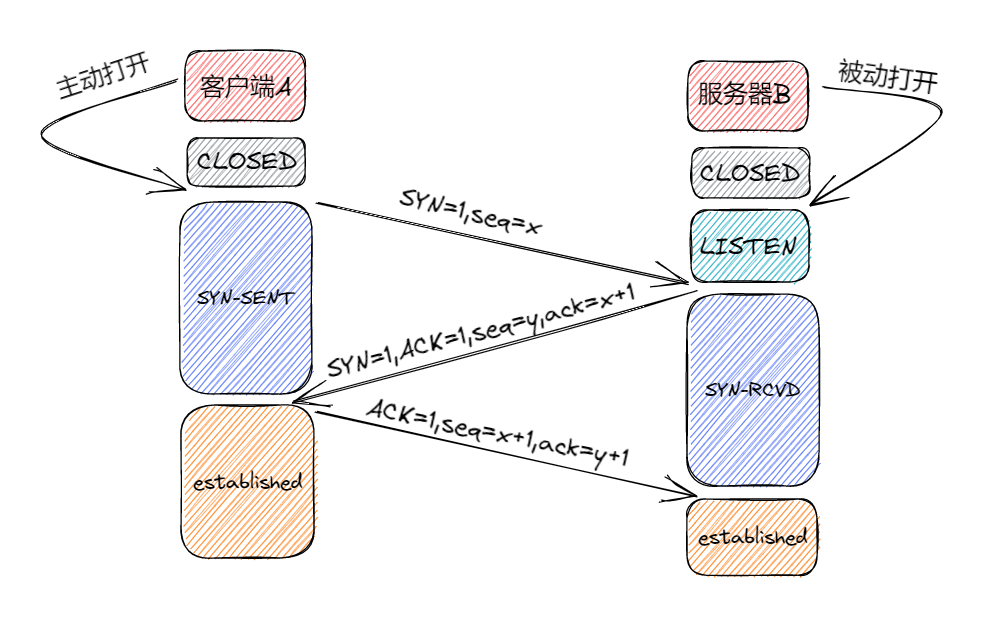 主动打开
客户端A
服务器B
被动打开
CLOSED
CLOSED
SYN=1,seq=x
LISTEN
SYN-SENT
SYN=1,ACK=1,seq=y,ack=x+1
SYN-RCVD
ACK=1,seq=x+1,ack=y+1
established
established